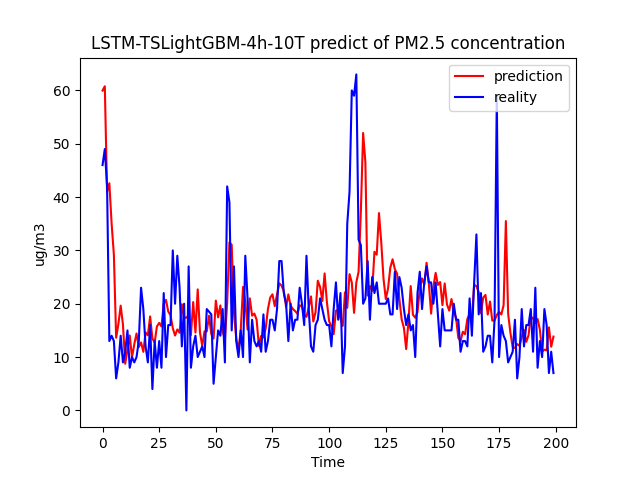 LSTM-TSLightGBM-4h-10T predict of PM2.5 concentration
prediction
reality
60
50
40
30
20
10
0
ug/m3
0 25 50 75 100 125 150 175 200
Time